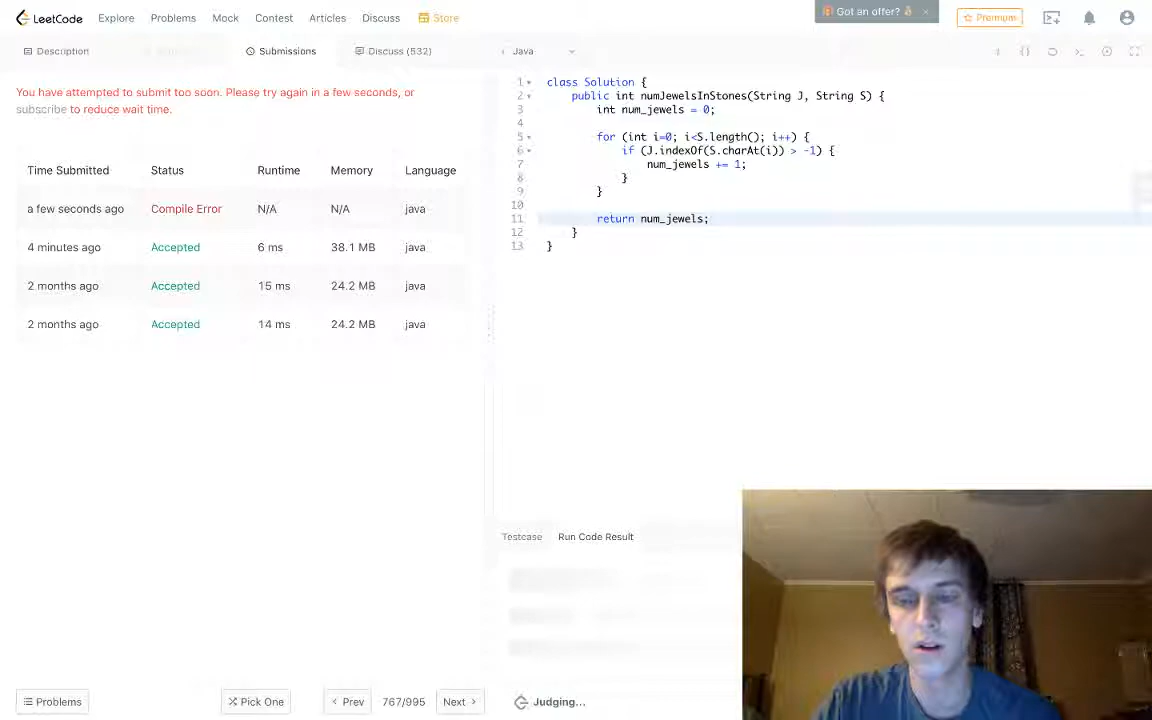 LeetCode Explore Problems Mock Contest Articles Discuss Store Got an offer? × Premium
Description Submissions Discuss (532) Java
You have attempted to submit too soon. Please try again in a few seconds, or
subscribe to reduce wait time.
Time Submitted Status Runtime Memory Language
a few seconds ago Compile Error N/A N/A java
4 minutes ago Accepted 6 ms 38.1 MB java
2 months ago Accepted 15 ms 24.2 MB java
2 months ago Accepted 14 ms 24.2 MB java
1 class Solution {
2 public int numJewelsInStones(String J, String S) {
3 int num_jewels = 0;
4
5 for (int i=0; i<S.length(); i++) {
6 if (J.indexOf(S.charAt(i)) > -1) {
7 num_jewels += 1;
8 }
9 }
10
11 return num_jewels;
12 }
13 }
Testcase Run Code Result
Problems Pick One < Prev 767/995 Next > Judging...